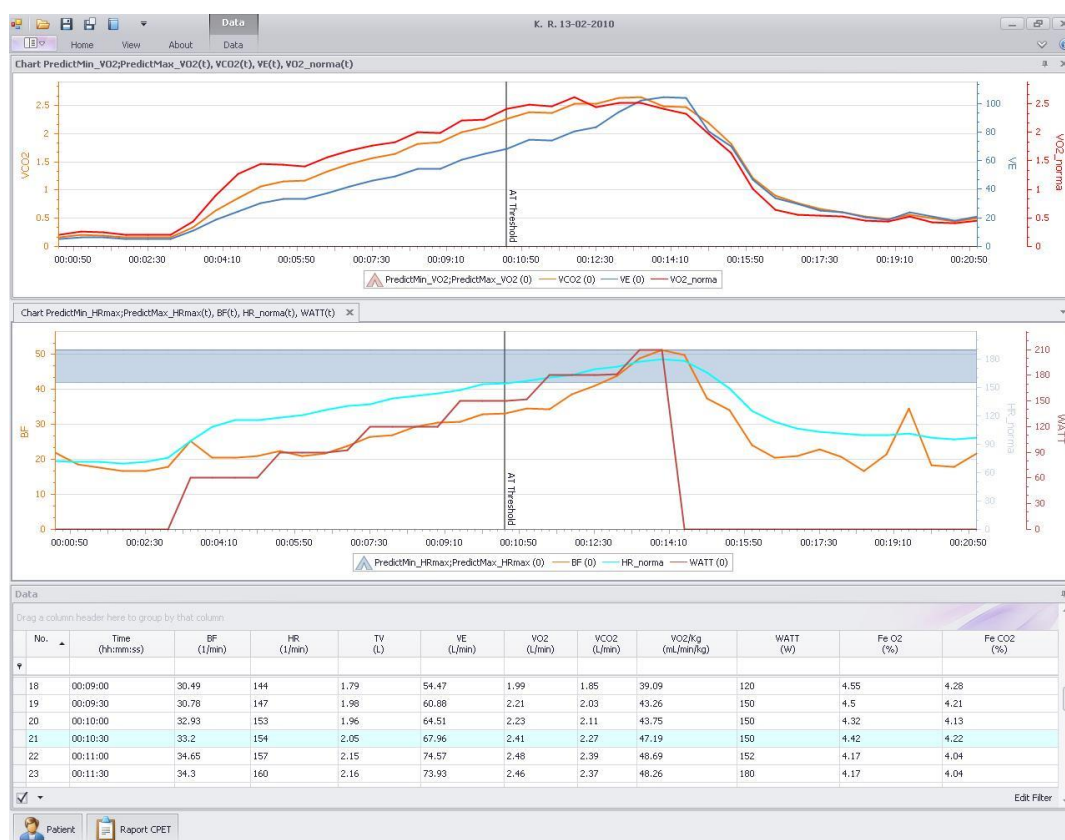 Data
K. R. 13-02-2010
Home View About Data
Chart PredictMin_VO2;PredictMax_VO2(t), VCO2(t), VE(t), VO2_norma(t)
2.5 100 2.5
2 80 2
1.5 60 1.5
1 40 1
0.5 20 0.5
0 0 0
VCO2
AT Threshold
VE
VO2_norma
00:00:50 00:02:30 00:04:10 00:05:50 00:07:30 00:09:10 00:10:50 00:12:30 00:14:10 00:15:50 00:17:30 00:19:10 00:20:50
PredictMin_VO2;PredictMax_VO2 (0) VCO2 (0) VE (0) VO2_norma
Chart PredictMin_HRmax;PredictMax_HRmax(t), BF(t), HR_norma(t), WATT(t)
50 180 210
40 150 180
30 120 150
20 90 120
10 60 90
0 30 60
0 30
0
BF
AT Threshold
HR_norma
WATT
00:00:50 00:02:30 00:04:10 00:05:50 00:07:30 00:09:10 00:10:50 00:12:30 00:14:10 00:15:50 00:17:30 00:19:10 00:20:50
PredictMin_HRmax;PredictMax_HRmax (0) BF (0) HR_norma WATT (0)
Data
Drag a column header here to group by that column
No. Time BF HR TV VE VO2 VCO2 VO2/Kg WATT Fe O2 Fe CO2
(hh:mm:ss) (1/min) (1/min) (L) (L/min) (L/min) (L/min) (mL/min/kg) (W) (%) (%)
18 00:09:00 30.49 144 1.79 54.47 1.99 1.85 39.09 120 4.55 4.28
19 00:09:30 30.78 147 1.98 60.88 2.21 2.03 43.26 150 4.5 4.21
20 00:10:00 32.93 153 1.96 64.51 2.23 2.11 43.75 150 4.32 4.13
21 00:10:30 33.2 154 2.05 67.96 2.41 2.27 47.19 150 4.42 4.22
22 00:11:00 34.65 157 2.15 74.57 2.48 2.39 48.69 152 4.17 4.04
23 00:11:30 34.3 160 2.16 73.93 2.46 2.37 48.26 180 4.17 4.04
Edit Filter
Patient Raport CPET